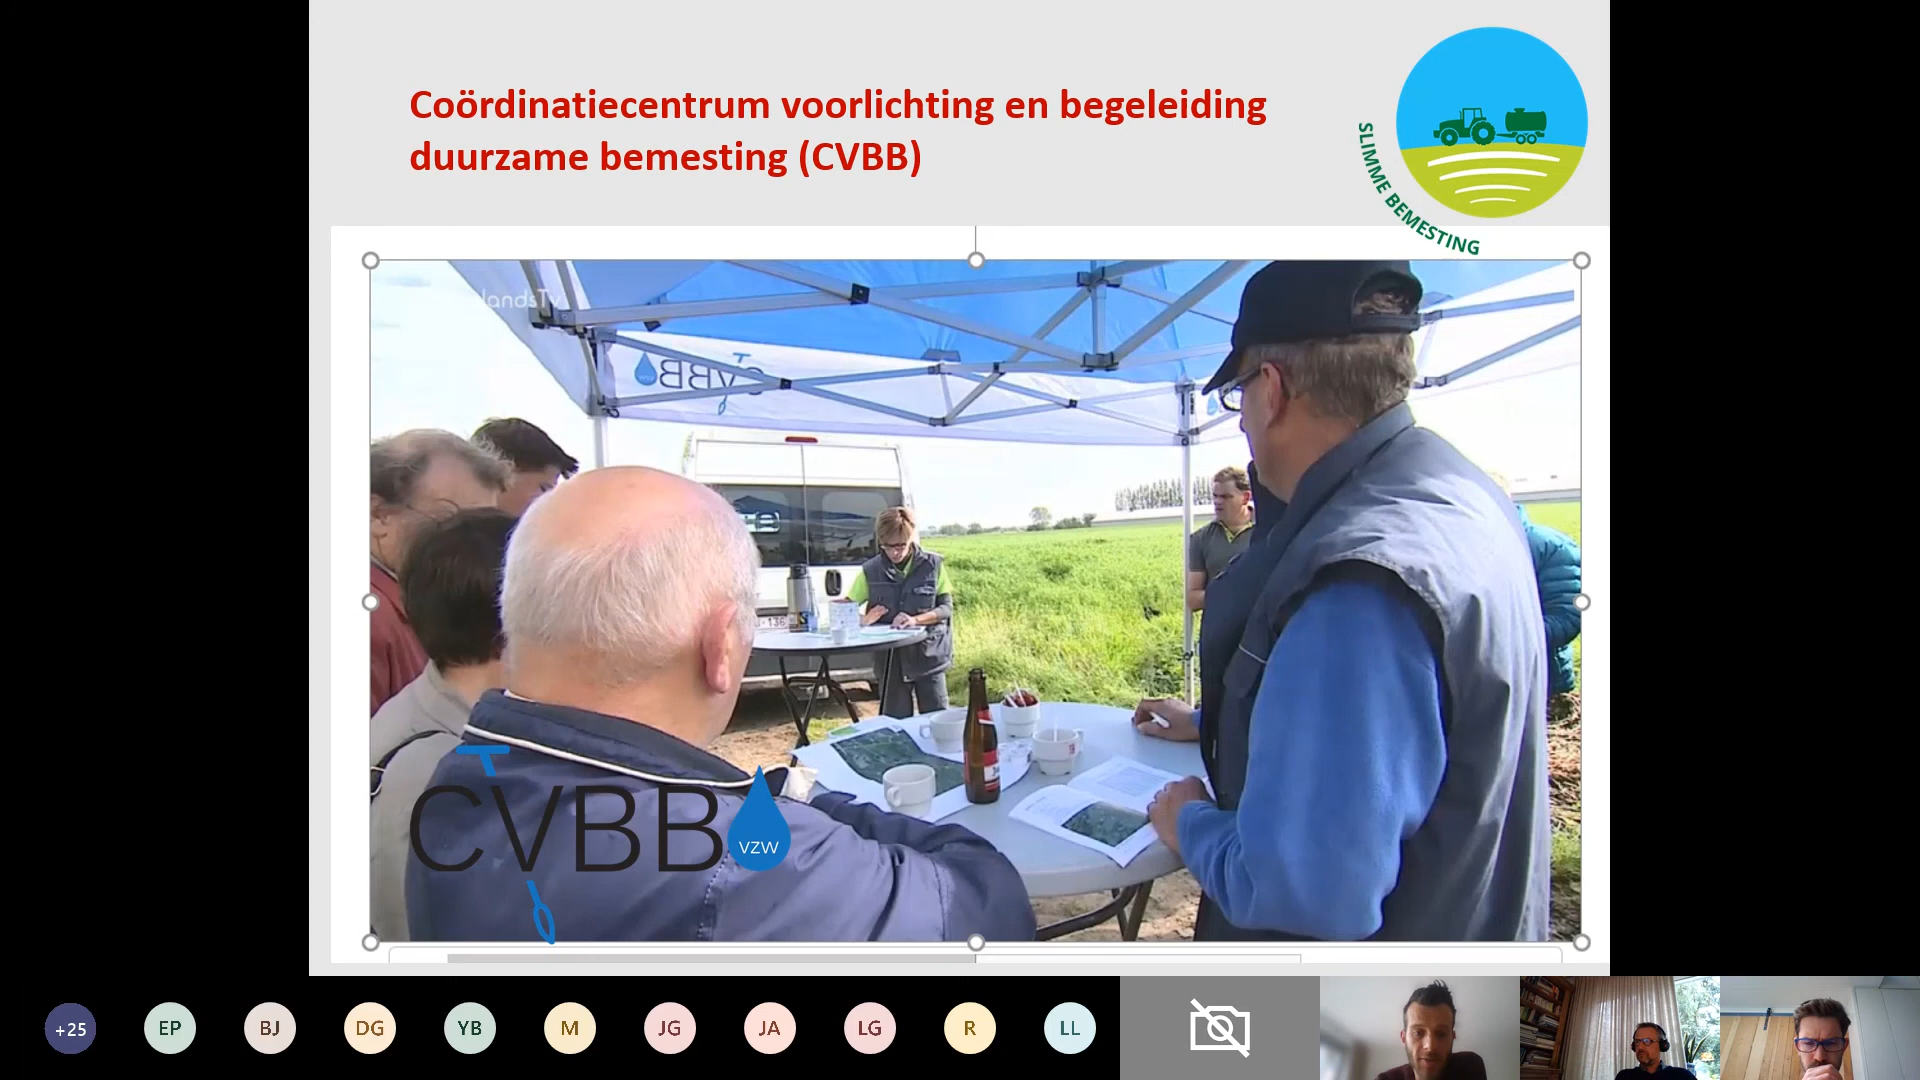 Coördinatiecentrum voorlichting en begeleiding
duurzame bemesting (CVBB)
SLIMME BEMESTING
landsTv
CVBB
vzw
+25
EP
BJ
DG
YB
M
JG
JA
LG
R
LL